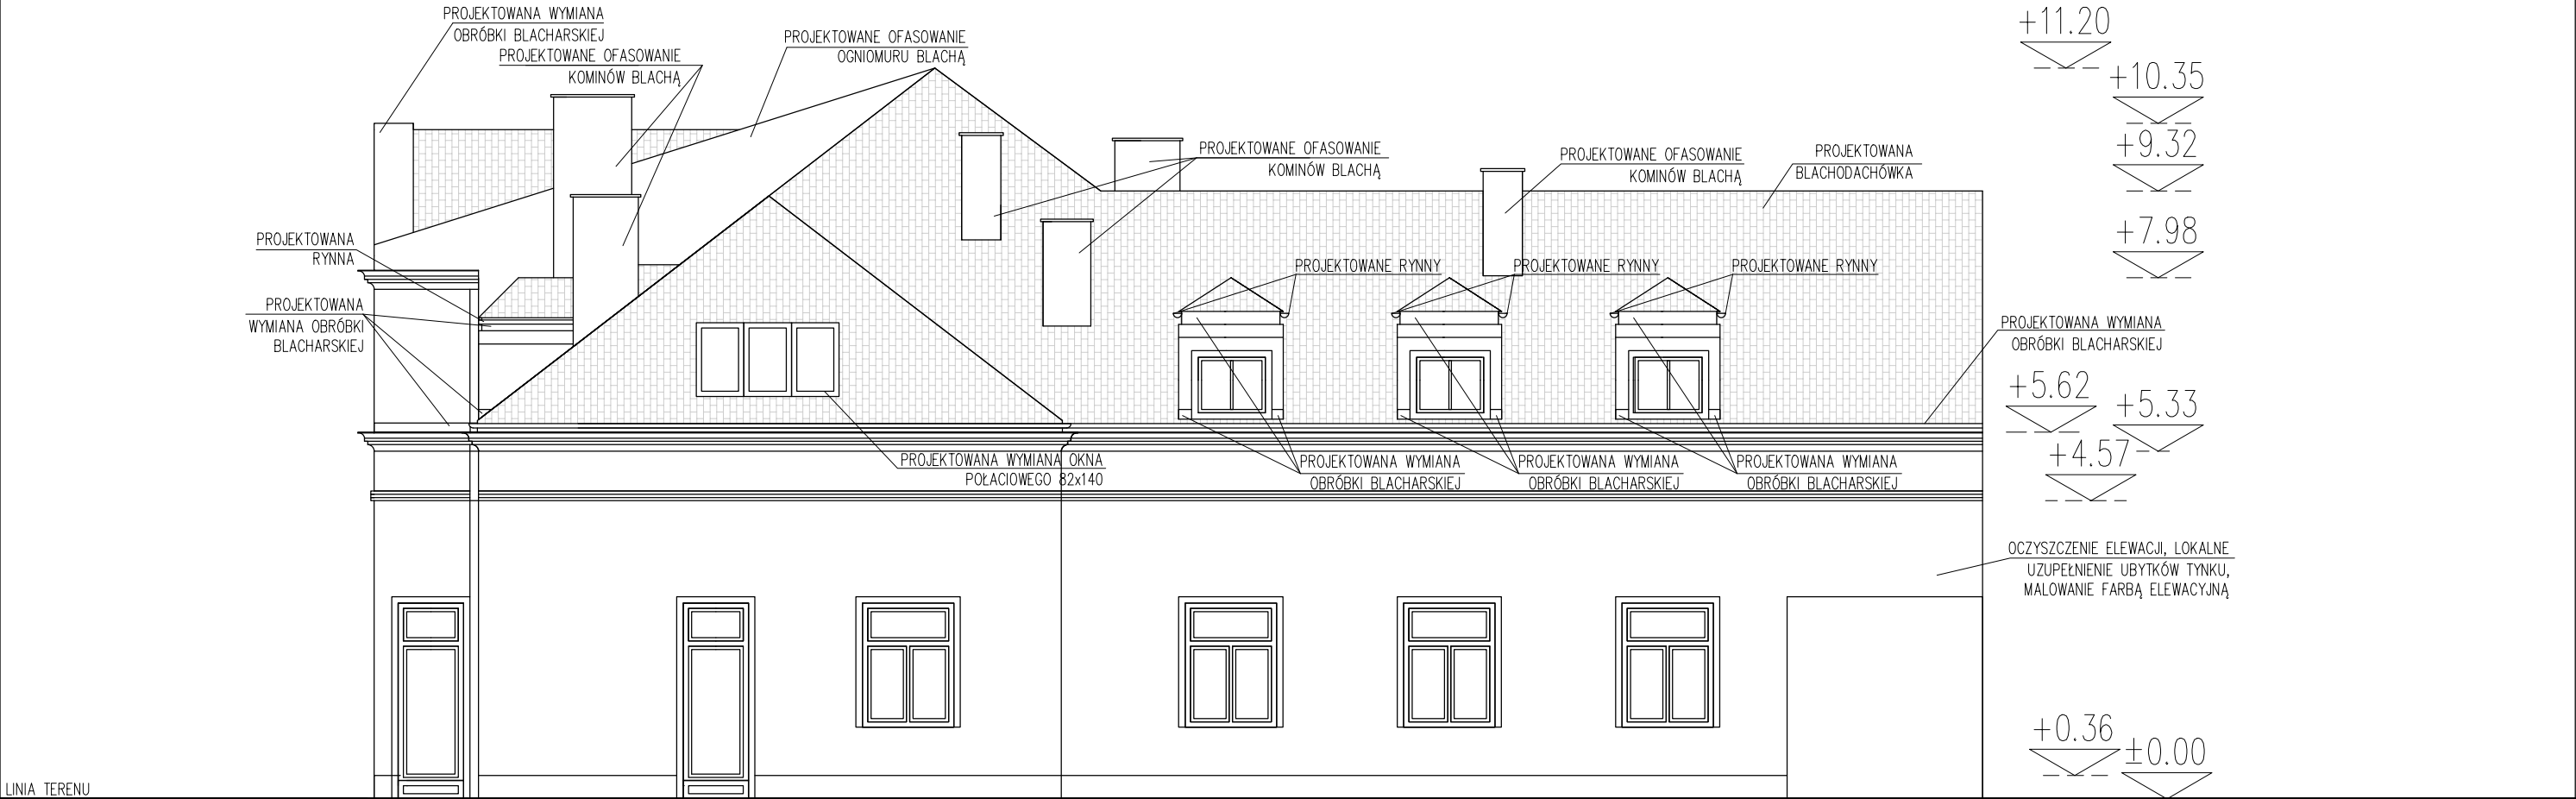 PROJEKTOWANA WYMIANA
OBRÓBKI BLACHARSKIEJ
PROJEKTOWANE OFASOWANIE
KOMINÓW BLACHĄ
PROJEKTOWANE OFASOWANIE
OGNIOMURU BLACHĄ
PROJEKTOWANE OFASOWANIE
KOMINÓW BLACHĄ
PROJEKTOWANE OFASOWANIE
KOMINÓW BLACHĄ
PROJEKTOWANA
BLACHODACHÓWKA
+11.20
+10.35
+9.32
+7.98
PROJEKTOWANA
RYNNA
PROJEKTOWANA
WYMIANA OBRÓBKI
BLACHARSKIEJ
PROJEKTOWANE RYNNY
PROJEKTOWANE RYNNY
PROJEKTOWANE RYNNY
PROJEKTOWANA WYMIANA
OBRÓBKI BLACHARSKIEJ
+5.62
+5.33
+4.57
PROJEKTOWANA WYMIANA OKNA
POŁACIOWEGO 82x140
PROJEKTOWANA WYMIANA
OBRÓBKI BLACHARSKIEJ
PROJEKTOWANA WYMIANA
OBRÓBKI BLACHARSKIEJ
PROJEKTOWANA WYMIANA
OBRÓBKI BLACHARSKIEJ
OCZYSZCZENIE ELEWACJI, LOKALNE
UZUPEŁNIENIE UBYTKÓW TYNKU,
MALOWANIE FARBĄ ELEWACYJNĄ
+0.36
±0.00
LINIA TERENU